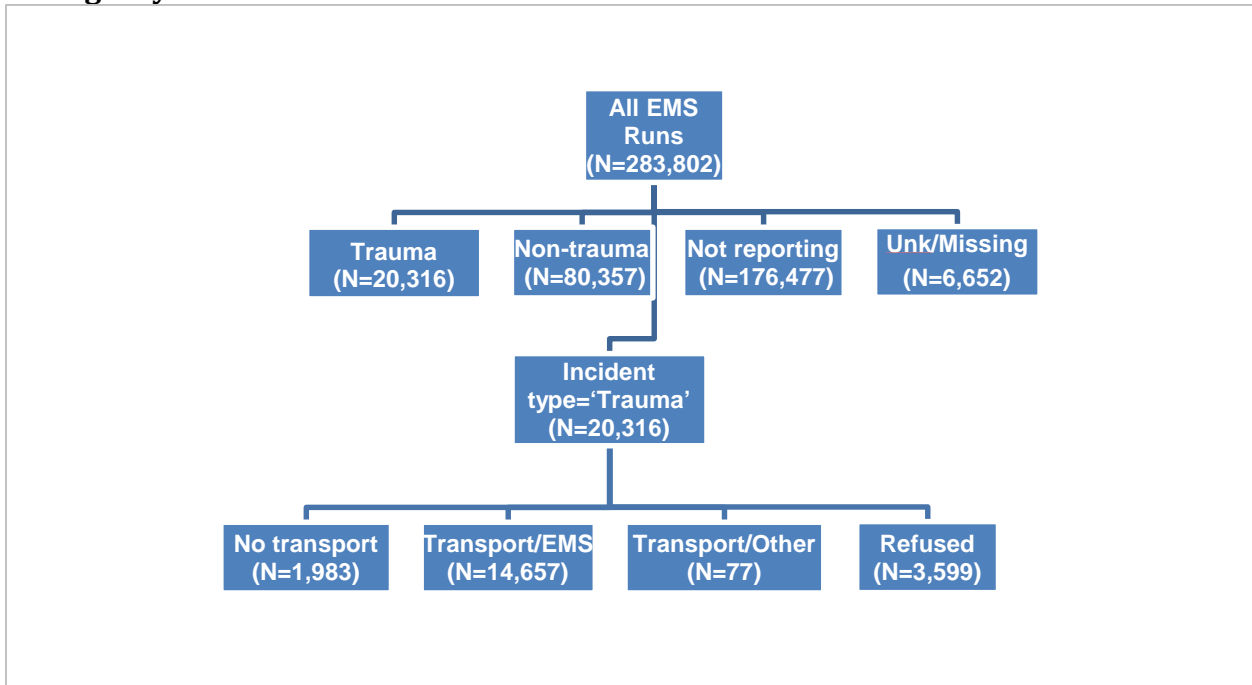 All EMS
Runs
(N=283,802)
Trauma
(N=20,316)
Non-trauma
(N=80,357)
Not reporting
(N=176,477)
Unk/Missing
(N=6,652)
Incident
type=‘Trauma’
(N=20,316)
No transport
(N=1,983)
Transport/EMS
(N=14,657)
Transport/Other
(N=77)
Refused
(N=3,599)